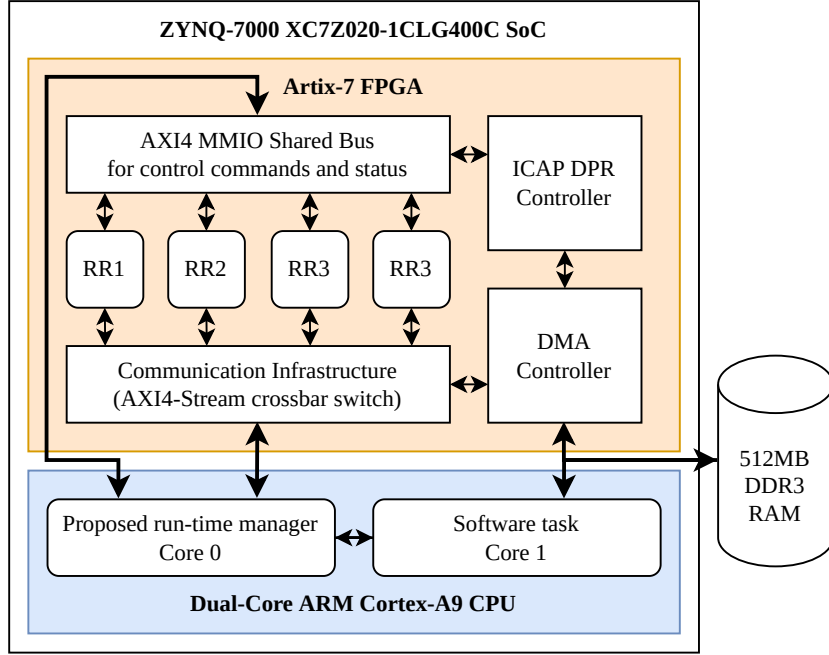 ZYNQ-7000 XC7Z020-1CLG400C SoC
Artix-7 FPGA
AXI4 MMIO Shared Bus
for control commands and status
ICAP DPR
Controller
RR1
RR2
RR3
RR3
Communication Infrastructure
(AXI4-Stream crossbar switch)
DMA
Controller
512MB
DDR3
RAM
Proposed run-time manager
Core 0
Software task
Core 1
Dual-Core ARM Cortex-A9 CPU